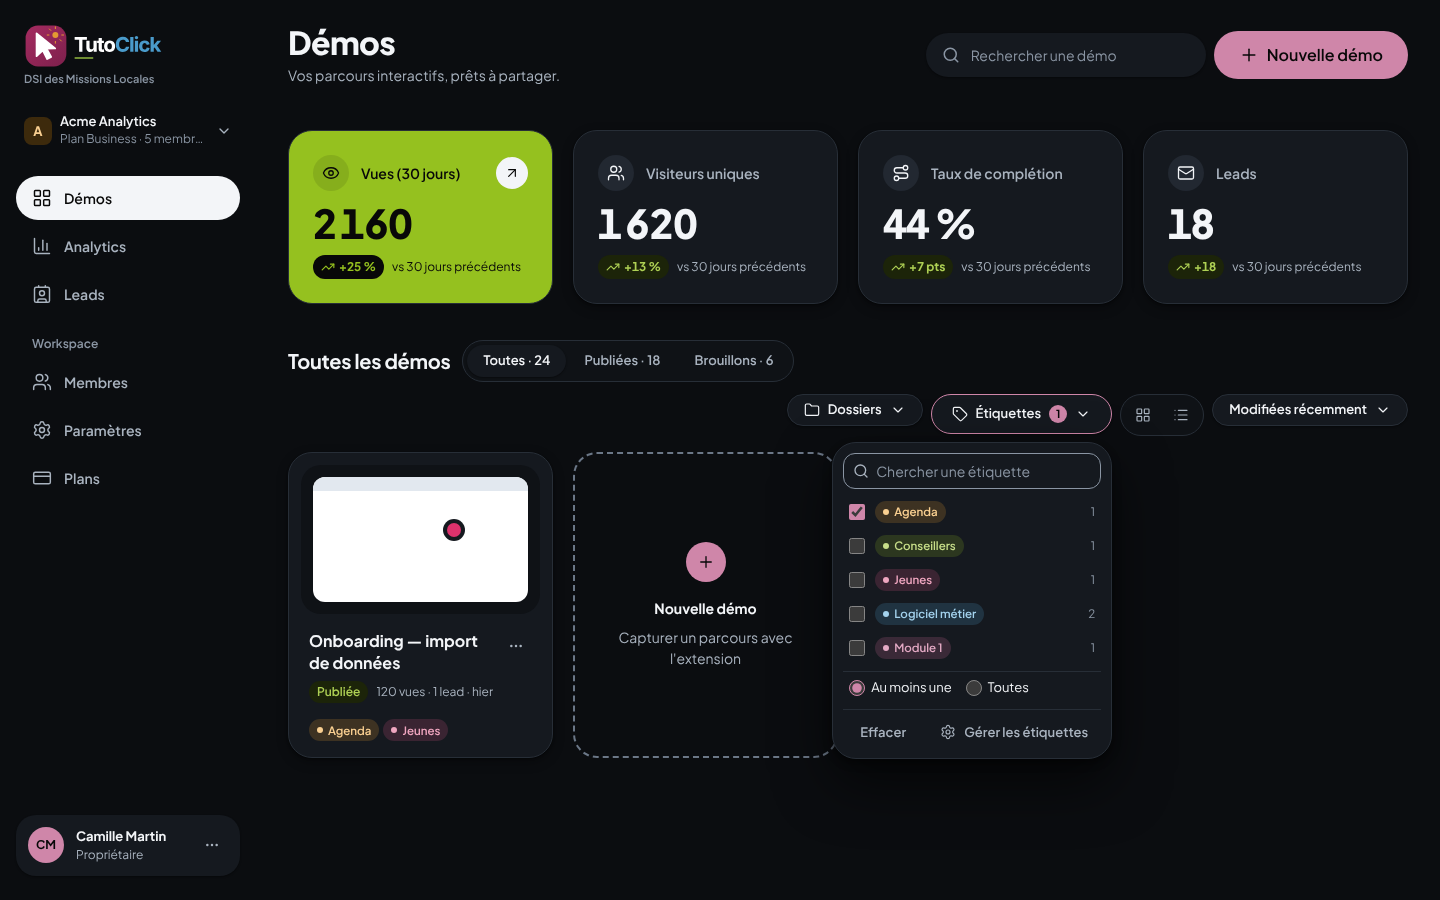 TutoClick
DSI des Missions Locales
A
Acme Analytics
Plan Business · 5 membr...
Démos
Analytics
Leads
Workspace
Membres
Paramètres
Plans
CM
Camille Martin
Propriétaire
Démos
Vos parcours interactifs, prêts à partager.
Rechercher une démo
Nouvelle démo
Vues (30 jours)
2 160
+25 %
vs 30 jours précédents
Visiteurs uniques
1 620
+13 %
vs 30 jours précédents
Taux de complétion
44 %
+7 pts
vs 30 jours précédents
Leads
18
+18
vs 30 jours précédents
Toutes les démos
Toutes · 24
Publiées · 18
Brouillons · 6
Dossiers
Étiquettes 1
Modifiées récemment
Onboarding — import
de données
Publiée
120 vues · 1 lead · hier
Agenda
Jeunes
Nouvelle démo
Capturer un parcours avec
l'extension
Chercher une étiquette
Agenda 1
Conseillers 1
Jeunes 1
Logiciel métier 2
Module 1 1
Au moins une
Toutes
Effacer
Gérer les étiquettes